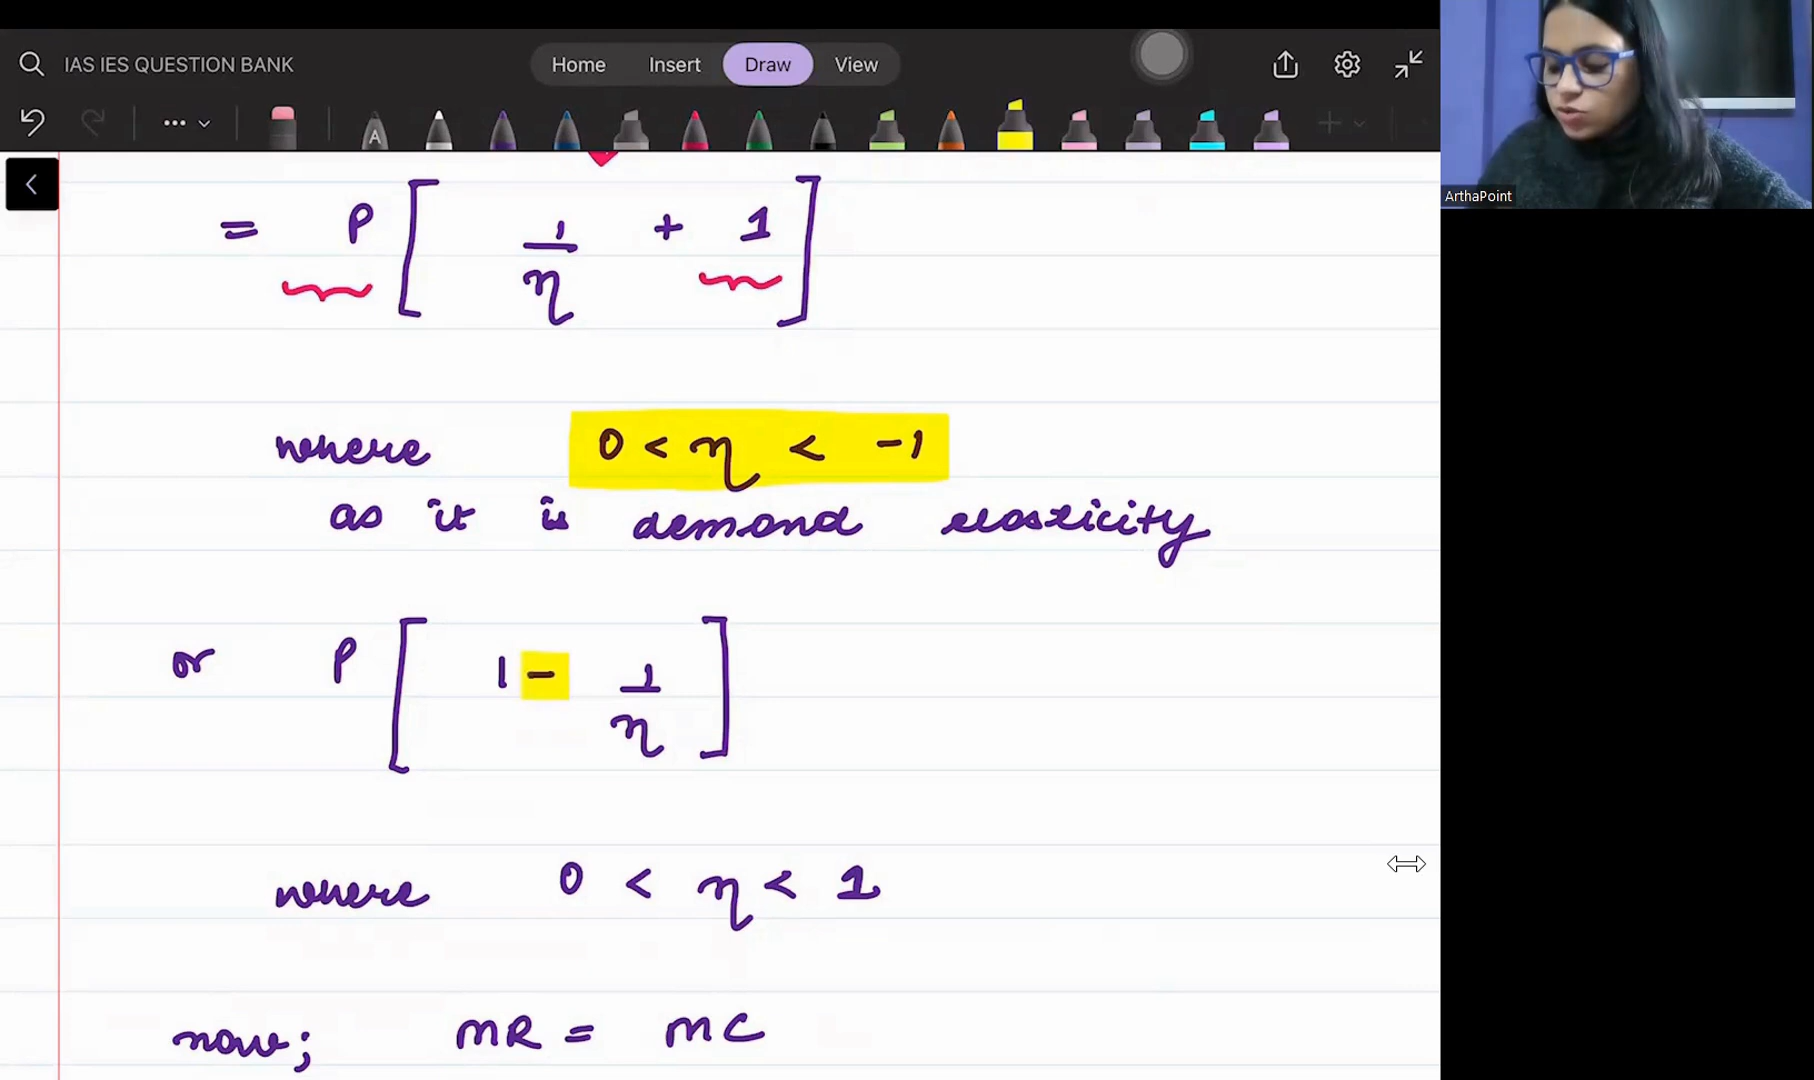 IAS IES QUESTION BANK
Home Insert Draw View
A
ArthaPoint
= P [ 1/η + 1 ]
where 0 < η < -1
as it is demand elasticity
or P [ 1 - 1/η ]
where 0 < η < 1
now; MR = MC